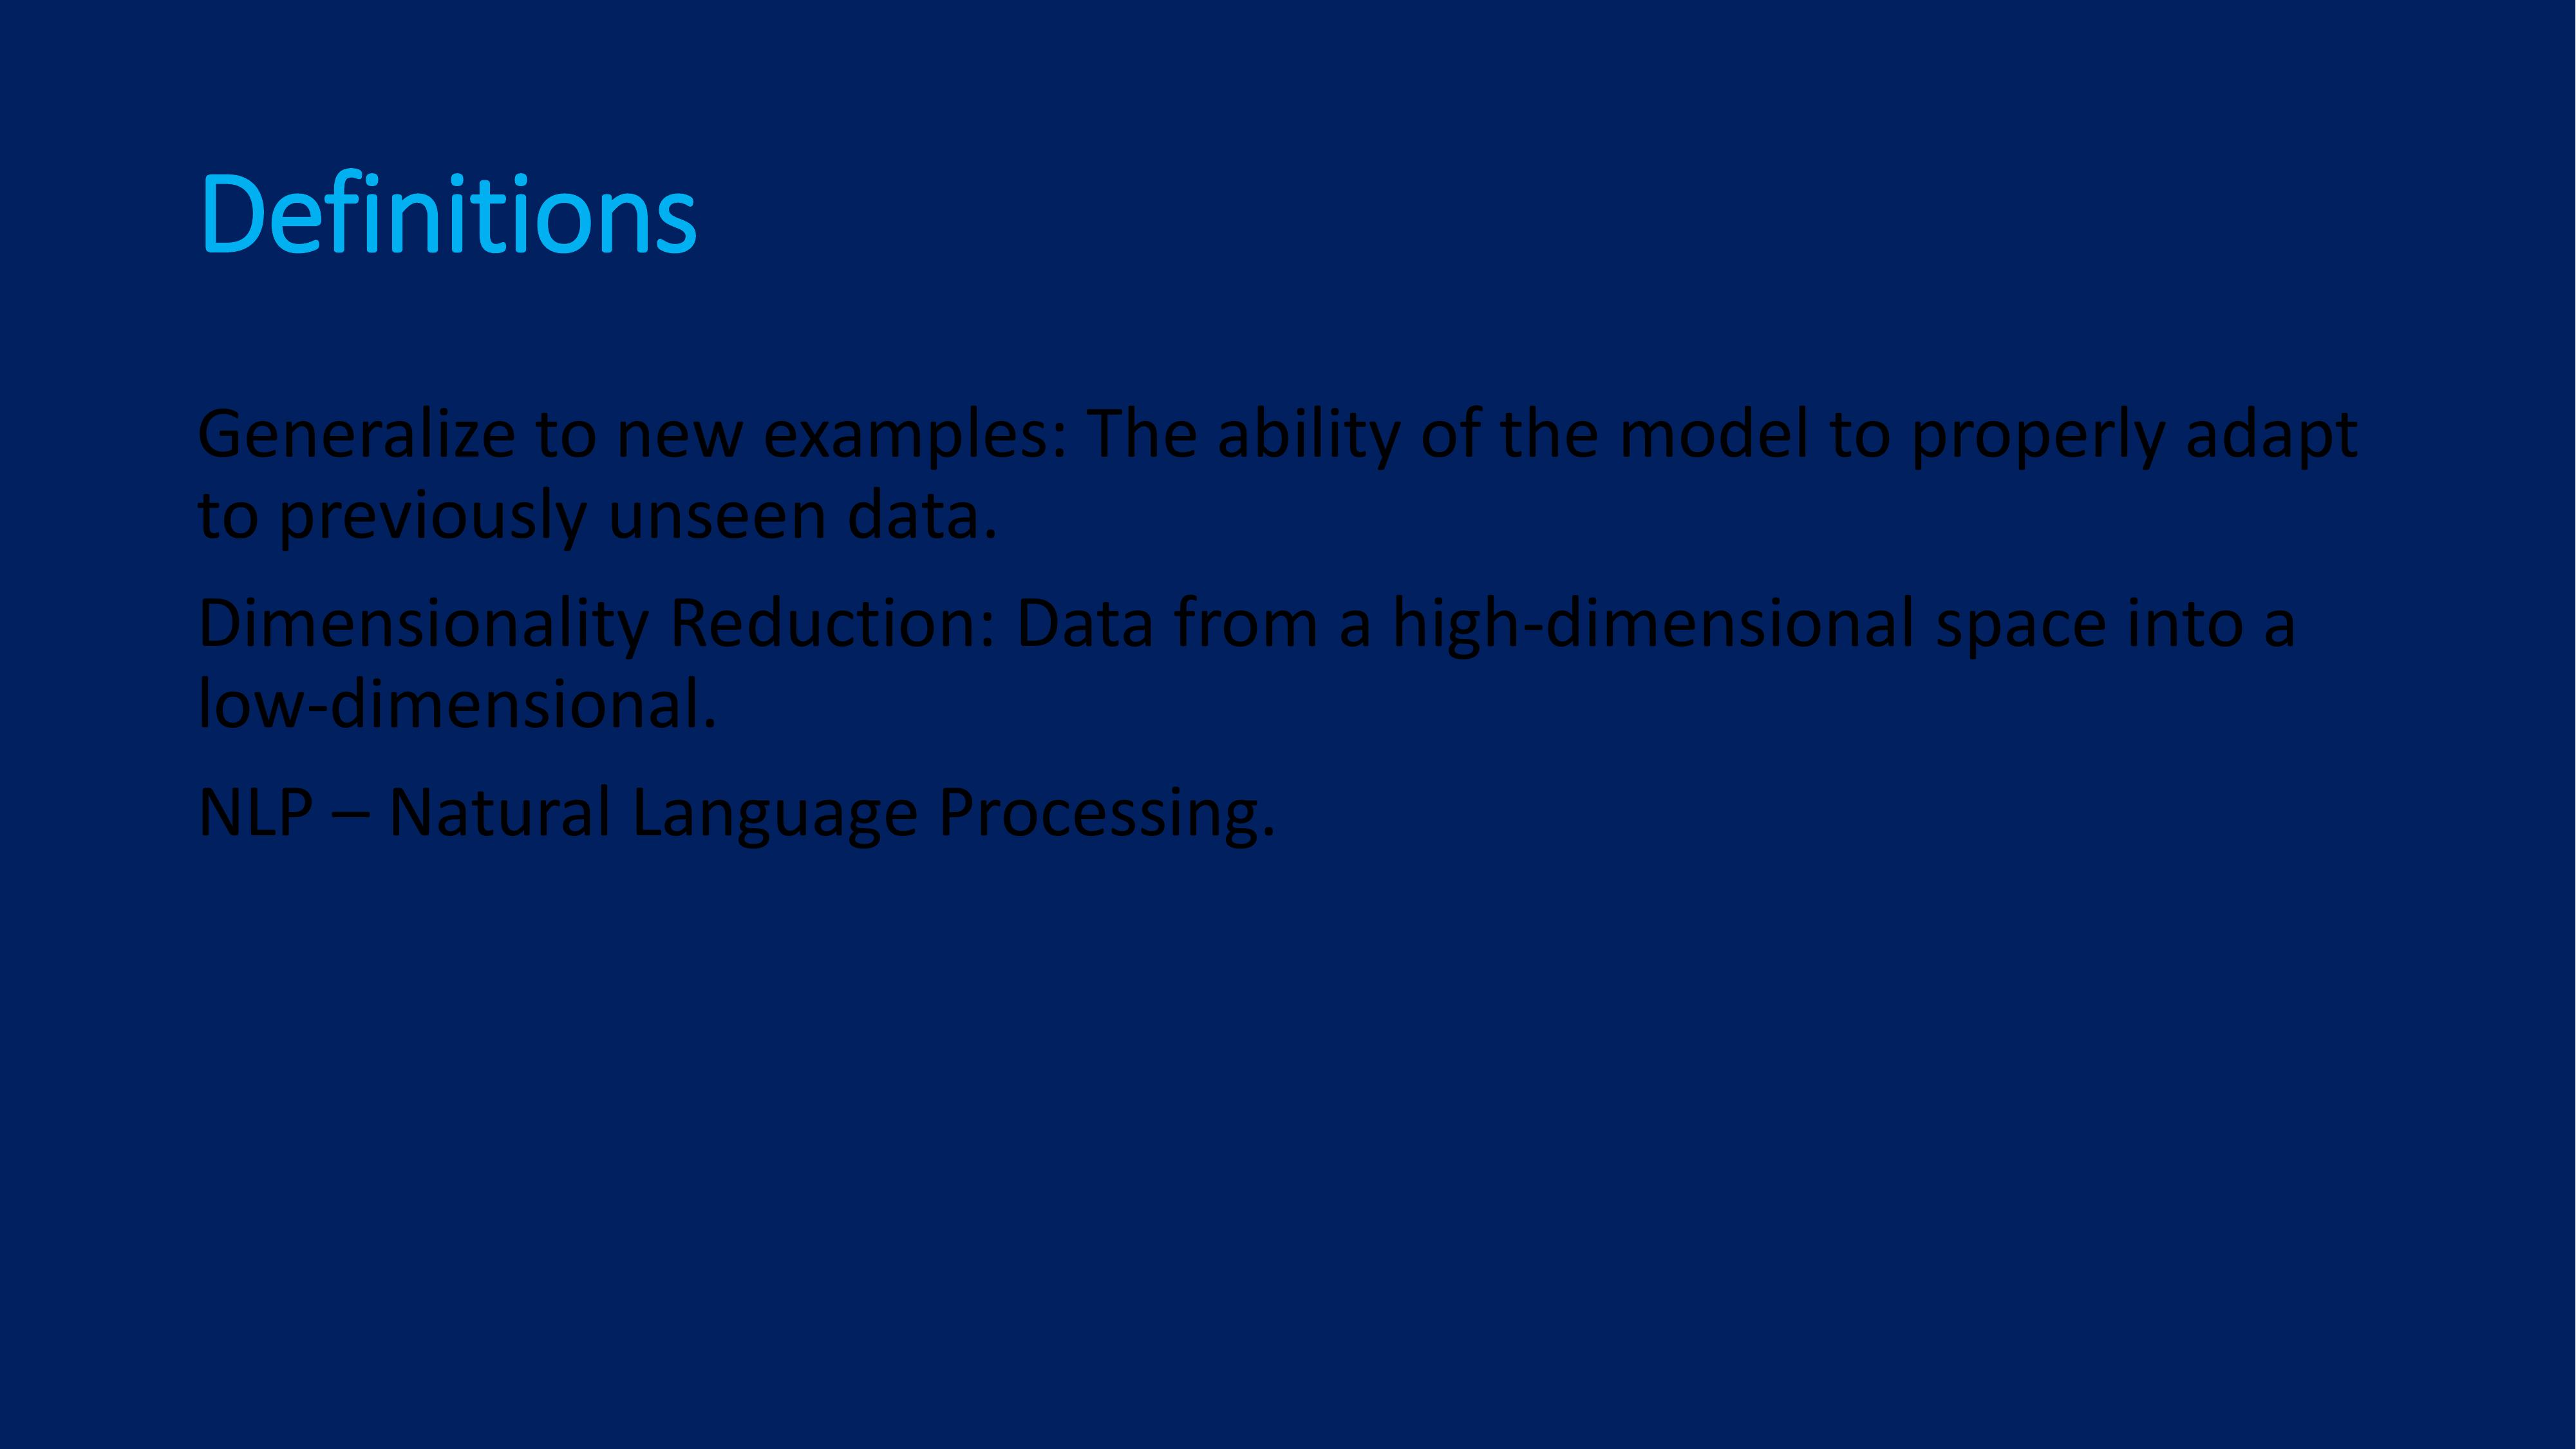 Definitions
Generalize to new examples: The ability of the model to properly adapt
to previously unseen data.
Dimensionality Reduction: Data from a high-dimensional space into a
low-dimensional.
NLP – Natural Language Processing.